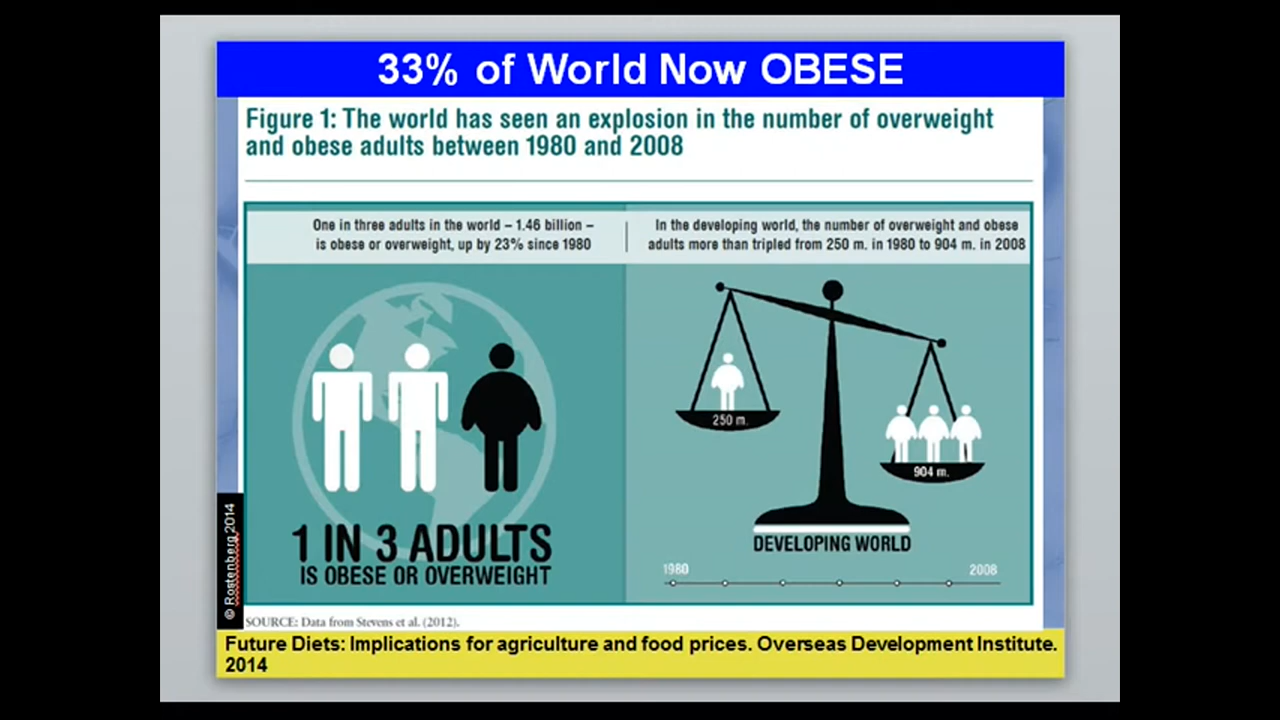 33% of World Now OBESE
Figure 1: The world has seen an explosion in the number of overweight
and obese adults between 1980 and 2008
One in three adults in the world – 1.46 billion –
is obese or overweight, up by 23% since 1980
In the developing world, the number of overweight and obese
adults more than tripled from 250 m. in 1980 to 904 m. in 2008
1 IN 3 ADULTS
IS OBESE OR OVERWEIGHT
250 m.
904 m.
DEVELOPING WORLD
1980
2008
© Rostenberg 2014
SOURCE: Data from Stevens et al. (2012).
Future Diets: Implications for agriculture and food prices. Overseas Development Institute.
2014